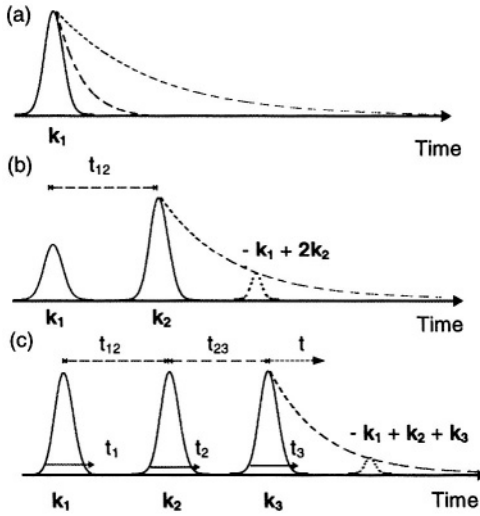 (a)
k₁
Time
(b)
t₁₂
- k₁ + 2k₂
k₁ k₂
Time
(c)
t₁₂ t₂₃ t
- k₁ + k₂ + k₃
t₁ t₂ t₃
k₁ k₂ k₃ Time